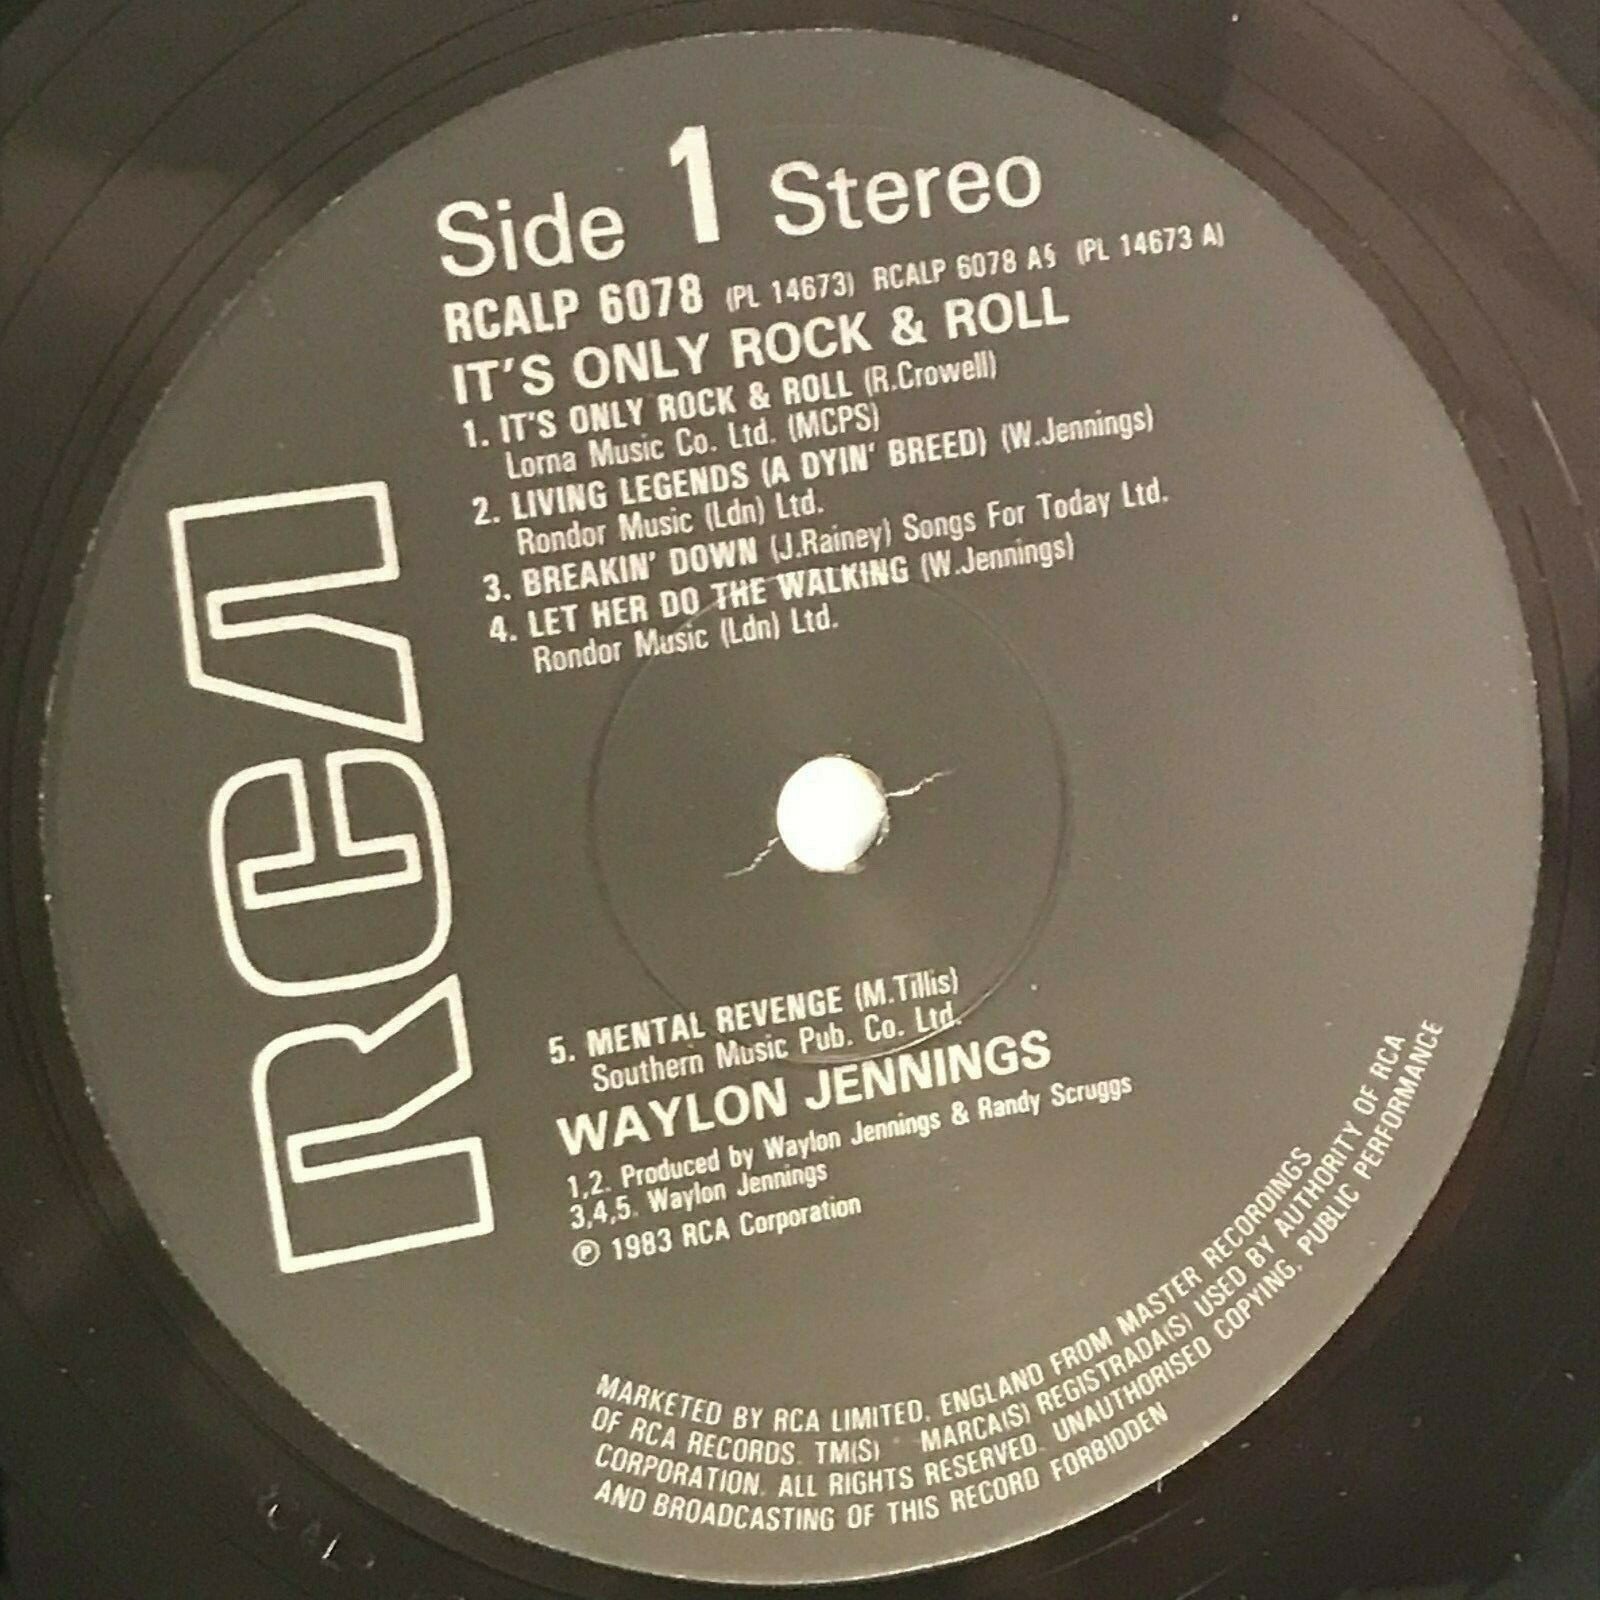 Side 1 Stereo
RCALP 6078 (PL 14673) RCALP 6078 A§ (PL 14673 A)
IT'S ONLY ROCK & ROLL
1. IT'S ONLY ROCK & ROLL (R.Crowell)
Lorna Music Co. Ltd. (MCPS)
2. LIVING LEGENDS (A DYIN' BREED) (W.Jennings)
Rondor Music (Ldn) Ltd.
3. BREAKIN' DOWN (J.Rainey) Songs For Today Ltd.
4. LET HER DO THE WALKING (W.Jennings)
Rondor Music (Ldn) Ltd.
RCA
5. MENTAL REVENGE (M.Tillis)
Southern Music Pub. Co. Ltd.
WAYLON JENNINGS
1,2. Produced by Waylon Jennings & Randy Scruggs
3,4,5. Waylon Jennings
℗ 1983 RCA Corporation
MARKETED BY RCA LIMITED, ENGLAND FROM MASTER RECORDINGS
OF RCA RECORDS. TM(S) MARCA(S) REGISTRADA(S) USED BY AUTHORITY OF RCA
CORPORATION. ALL RIGHTS RESERVED. UNAUTHORISED COPYING, PUBLIC PERFORMANCE
AND BROADCASTING OF THIS RECORD FORBIDDEN